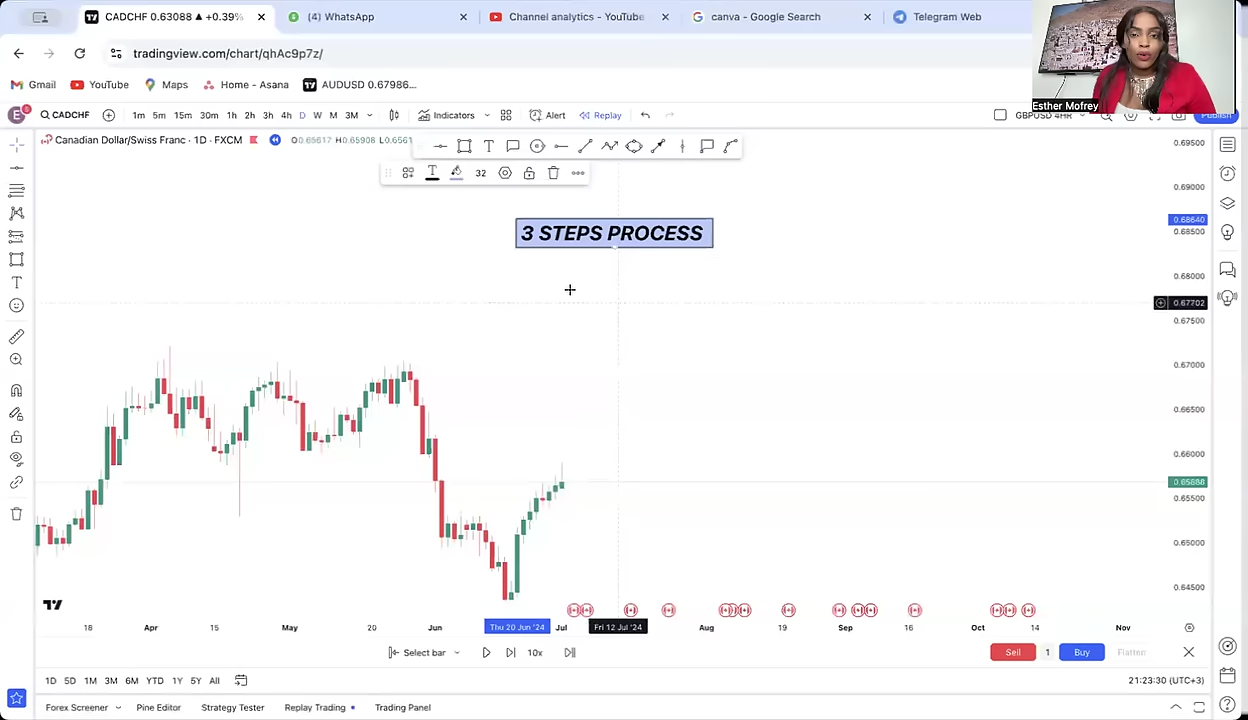 CADCHF 0.63088 ▲ +0.39%
(4) WhatsApp
Channel analytics - YouTube
canva - Google Search
Telegram Web
tradingview.com/chart/qhAc9p7z/
Gmail
YouTube
Maps
Home - Asana
AUDUSD 0.67986...
Esther Mofrey
E
CADCHF
1m 5m 15m 30m 1h 2h 3h 4h D W M 3M
Indicators
Alert
Replay
GBPUSD 4HR
Publish
Canadian Dollar/Swiss Franc · 1D · FXCM
O0.65617 H0.65908 L0.6561
32
3 STEPS PROCESS
0.69500
0.69000
0.68640
0.68500
0.68000
0.67702
0.67500
0.67000
0.66500
0.66000
0.65686
0.65500
0.65000
0.64500
18 Apr 15 May 20 Jun Thu 20 Jun '24 Jul Fri 12 Jul '24 Aug 19 Sep 16 Oct 14 Nov
Select bar
10x
Sell
1
Buy
Flatten
1D 5D 1M 3M 6M YTD 1Y 5Y All
21:23:30 (UTC+3)
Forex Screener
Pine Editor
Strategy Tester
Replay Trading
Trading Panel